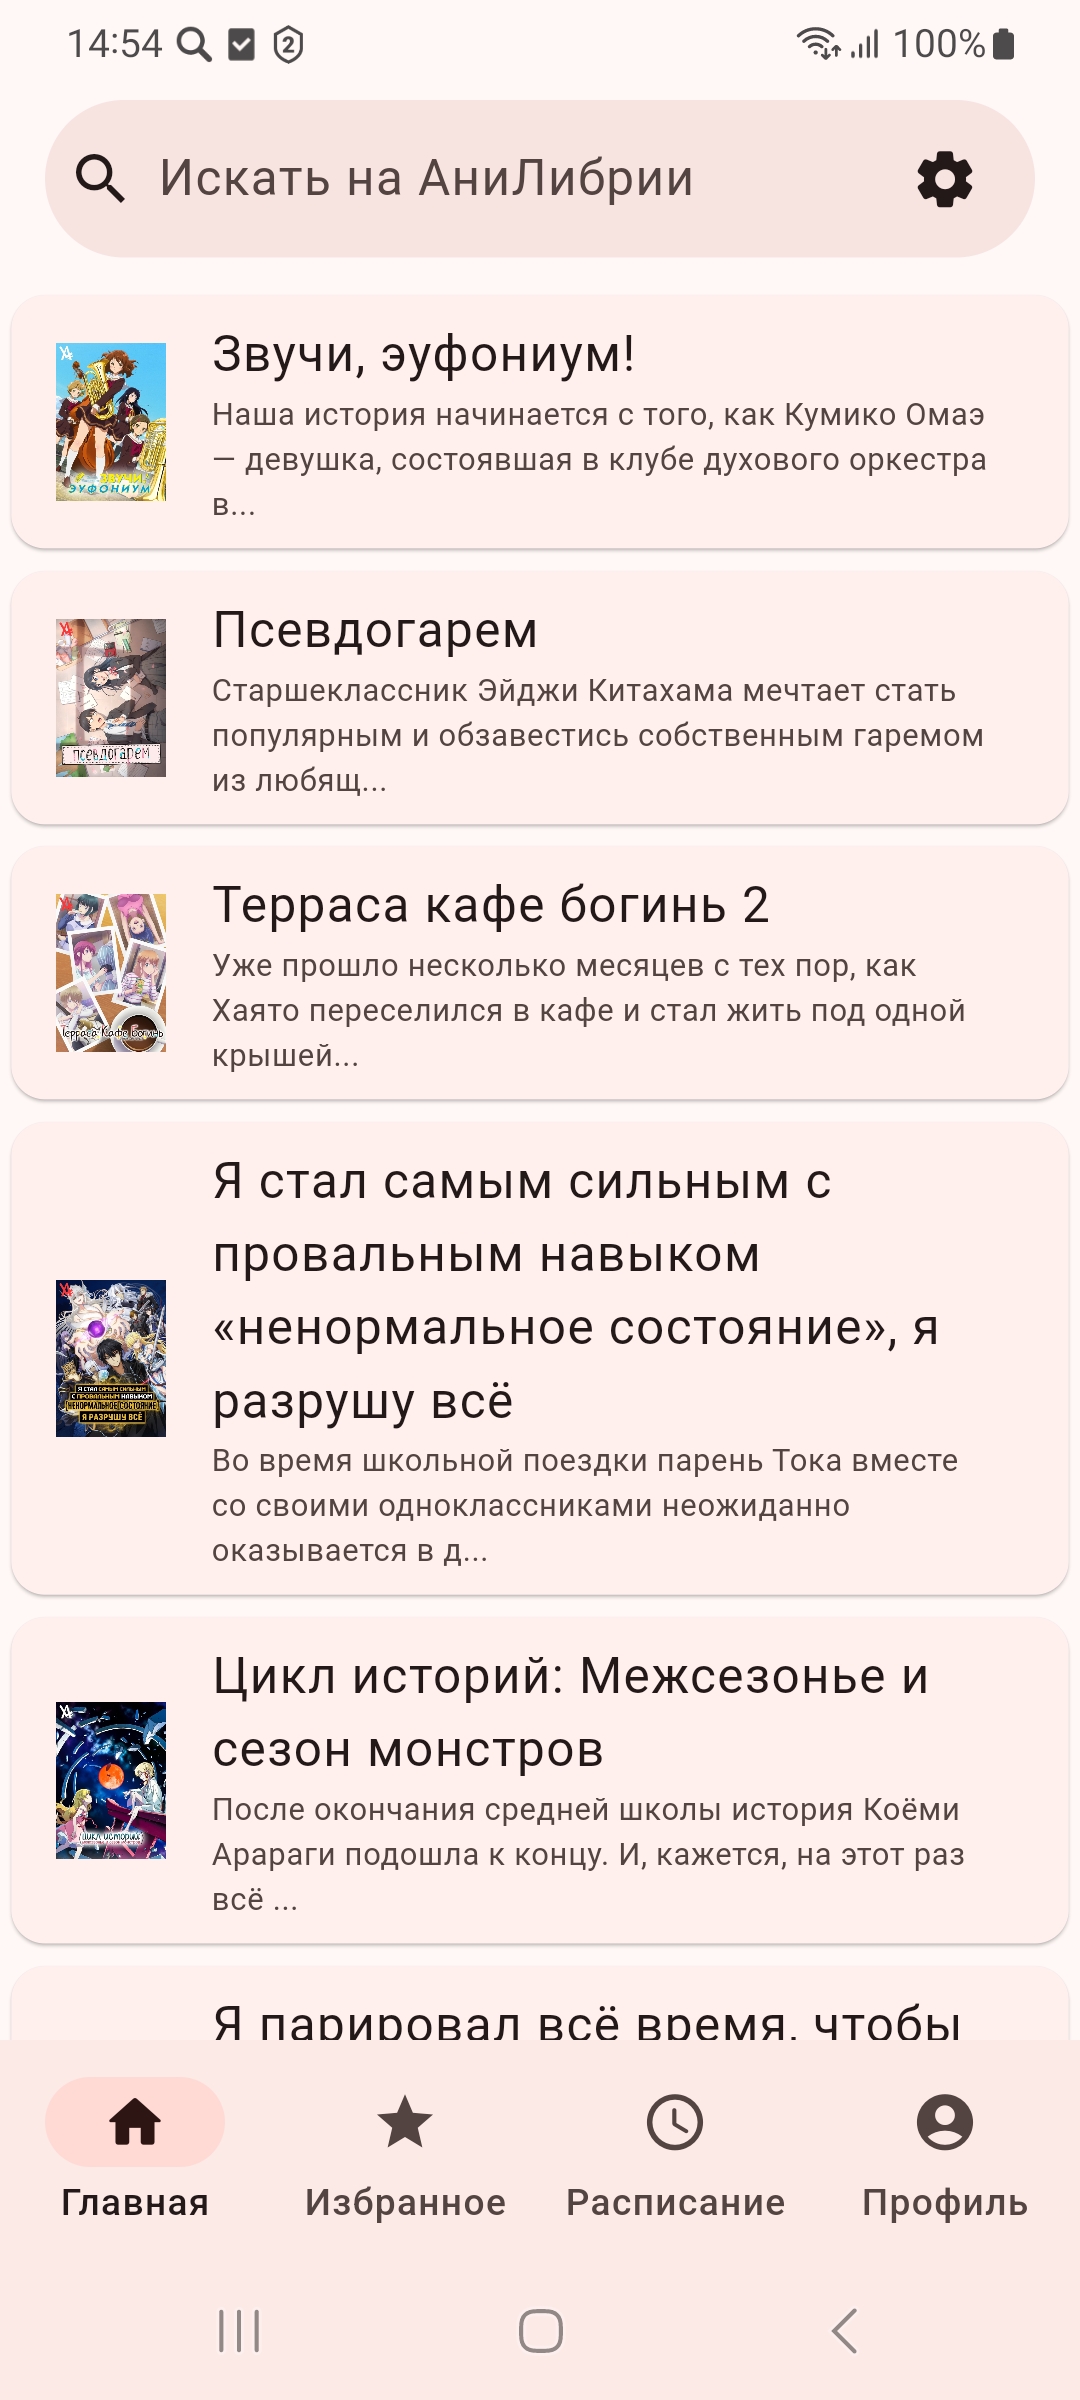 14:54
2
100%
Искать на АниЛибрии
Звучи, эуфониум!
Наша история начинается с того, как Кумико Омаэ
— девушка, состоявшая в клубе духового оркестра
в...
ЗВУЧИ
ЭУФОНИУМ
Псевдогарем
Старшеклассник Эйджи Китахама мечтает стать
популярным и обзавестись собственным гаремом
из любящ...
псевдогарем
Терраса кафе богинь 2
Уже прошло несколько месяцев с тех пор, как
Хаято переселился в кафе и стал жить под одной
крышей...
Терраса Кафе Богинь
Я стал самым сильным с
провальным навыком
«ненормальное состояние», я
разрушу всё
Во время школьной поездки парень Тока вместе
со своими одноклассниками неожиданно
оказывается в д...
Я СТАЛ САМЫМ СИЛЬНЫМ
С ПРОВАЛЬНЫМ НАВЫКОМ
НЕНОРМАЛЬНОЕ СОСТОЯНИЕ
Я РАЗРУШУ ВСЁ
Цикл историй: Межсезонье и
сезон монстров
После окончания средней школы история Коёми
Арараги подошла к концу. И, кажется, на этот раз
всё ...
ЦИКЛ ИСТОРИЙ
Я парировал всё время, чтобы
Главная
Избранное
Расписание
Профиль